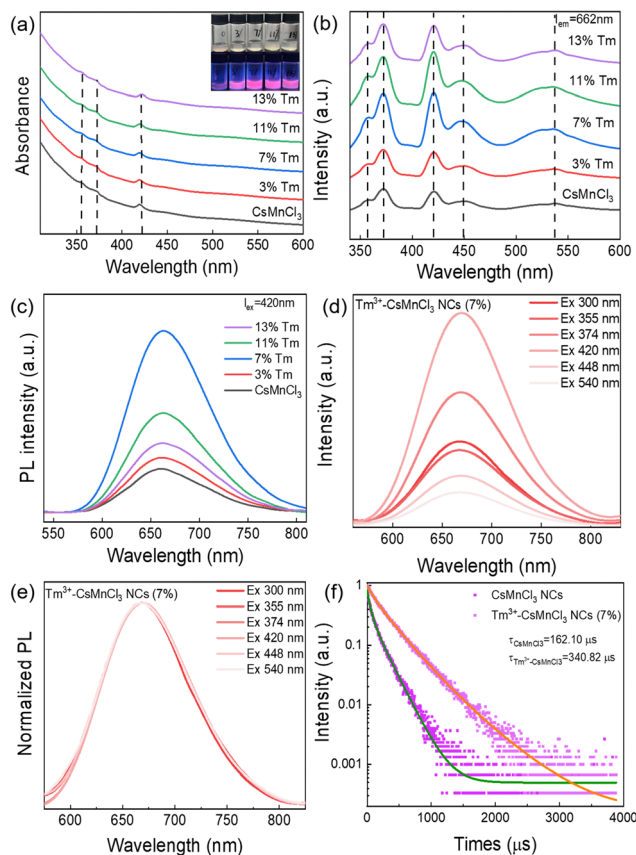 (a)
Absorbance
13% Tm
11% Tm
7% Tm
3% Tm
CsMnCl₃
350 400 450 500 550 600
Wavelength (nm)
(b)
Intensity (a.u.)
lem=662nm
13% Tm
11% Tm
7% Tm
3% Tm
CsMnCl₃
350 400 450 500 550 600
Wavelength (nm)
(c)
PL intensity (a.u.)
lex=420nm
13% Tm
11% Tm
7% Tm
3% Tm
CsMnCl₃
550 600 650 700 750 800
Wavelength (nm)
(d)
Intensity (a.u.)
Tm³⁺-CsMnCl₃ NCs (7%)
Ex 300 nm
Ex 355 nm
Ex 374 nm
Ex 420 nm
Ex 448 nm
Ex 540 nm
600 650 700 750 800
Wavelength (nm)
(e)
Normalized PL
Tm³⁺-CsMnCl₃ NCs (7%)
Ex 300 nm
Ex 355 nm
Ex 374 nm
Ex 420 nm
Ex 448 nm
Ex 540 nm
600 650 700 750 800
Wavelength (nm)
(f)
Intensity (a.u.)
1
0.1
0.01
0.001
CsMnCl₃ NCs
Tm³⁺-CsMnCl₃ NCs (7%)
τCsMnCl3=162.10 μs
τTm³⁺-CsMnCl3=340.82 μs
0 1000 2000 3000 4000
Times (μs)